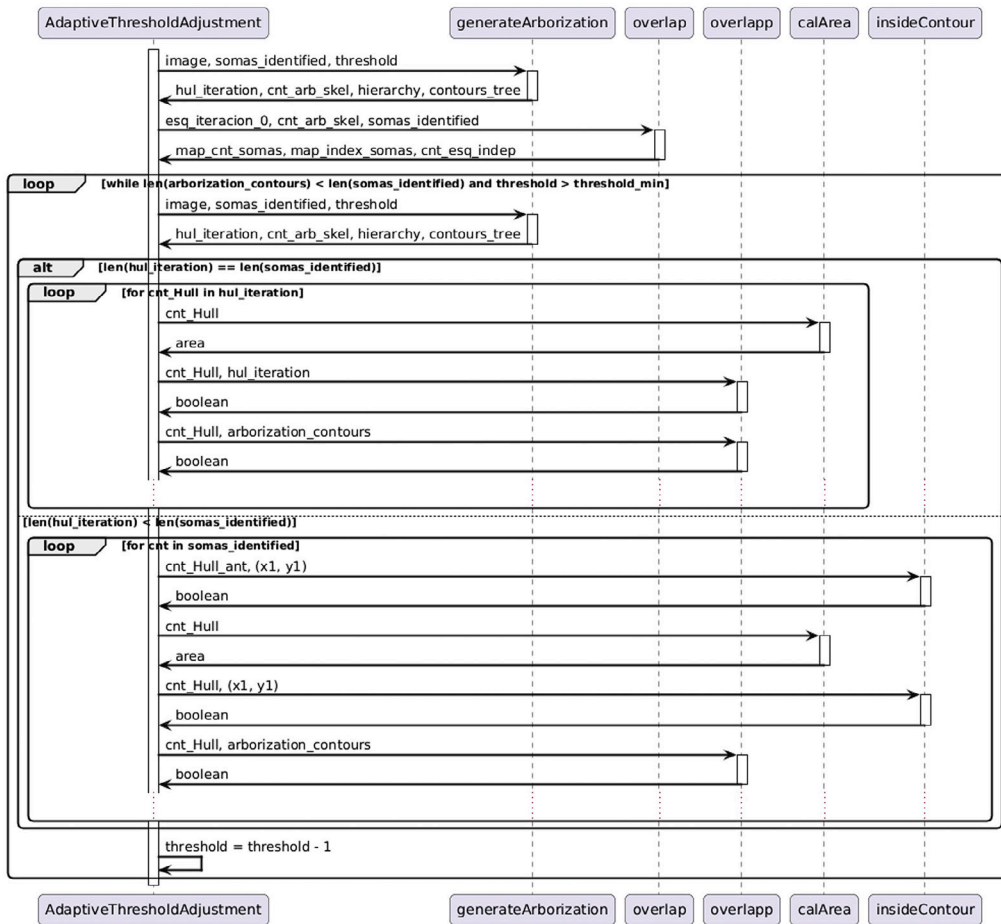 AdaptiveThresholdAdjustment generateArborization overlap overlapp calArea insideContour
image, somas_identified, threshold
hul_iteration, cnt_arb_skel, hierarchy, contours_tree
esq_iteracion_0, cnt_arb_skel, somas_identified
map_cnt_somas, map_index_somas, cnt_esq_indep
loop [while len(arborization_contours) < len(somas_identified) and threshold > threshold_min]
image, somas_identified, threshold
hul_iteration, cnt_arb_skel, hierarchy, contours_tree
alt [len(hul_iteration) == len(somas_identified)]
loop [for cnt_Hull in hul_iteration]
cnt_Hull
area
cnt_Hull, hul_iteration
boolean
cnt_Hull, arborization_contours
boolean
[len(hul_iteration) < len(somas_identified)]
loop [for cnt in somas_identified]
cnt_Hull_ant, (x1, y1)
boolean
cnt_Hull
area
cnt_Hull, (x1, y1)
boolean
cnt_Hull, arborization_contours
boolean
threshold = threshold - 1
AdaptiveThresholdAdjustment generateArborization overlap overlapp calArea insideContour